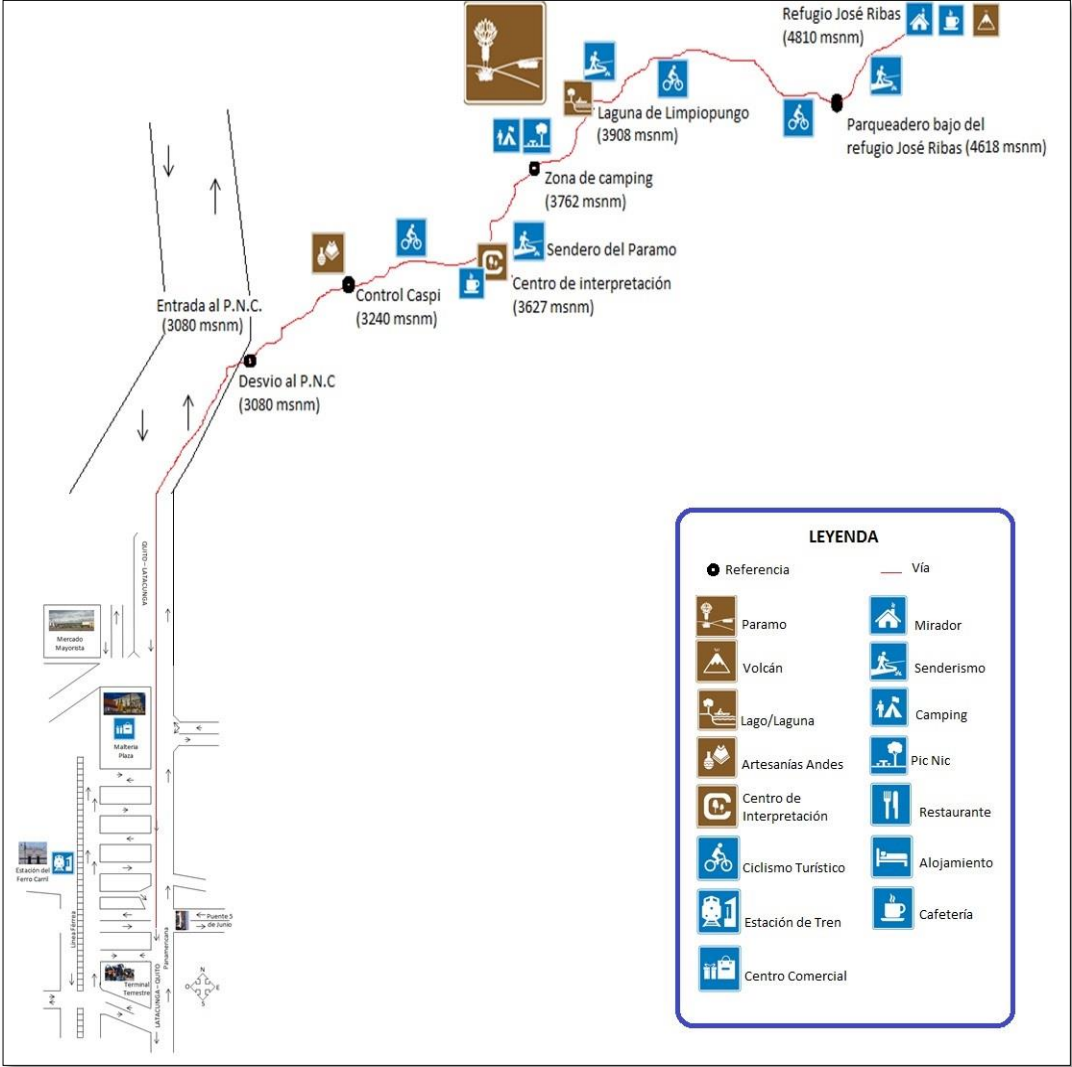 Refugio José Ribas
(4810 msnm)
Laguna de Limpiopungo
(3908 msnm)
Parqueadero bajo del
refugio José Ribas (4618 msnm)
Zona de camping
(3762 msnm)
Sendero del Paramo
Centro de interpretación
(3627 msnm)
Control Caspi
(3240 msnm)
Entrada al P.N.C.
(3080 msnm)
Desvio al P.N.C
(3080 msnm)
QUITO - LATACUNGA
Mercado
Mayorista
Malteria
Plaza
Estación del
Ferro Carril
Línea Férrea
Puente 5
de Junio
Panamericana
LATACUNGA - QUITO
Terminal
Terrestre
N
O
E
S
LEYENDA
Referencia
Vía
Paramo
Mirador
Volcán
Senderismo
Lago/Laguna
Camping
Artesanías Andes
Pic Nic
Centro de
Interpretación
Restaurante
Ciclismo Turístico
Alojamiento
Estación de Tren
Cafetería
Centro Comercial